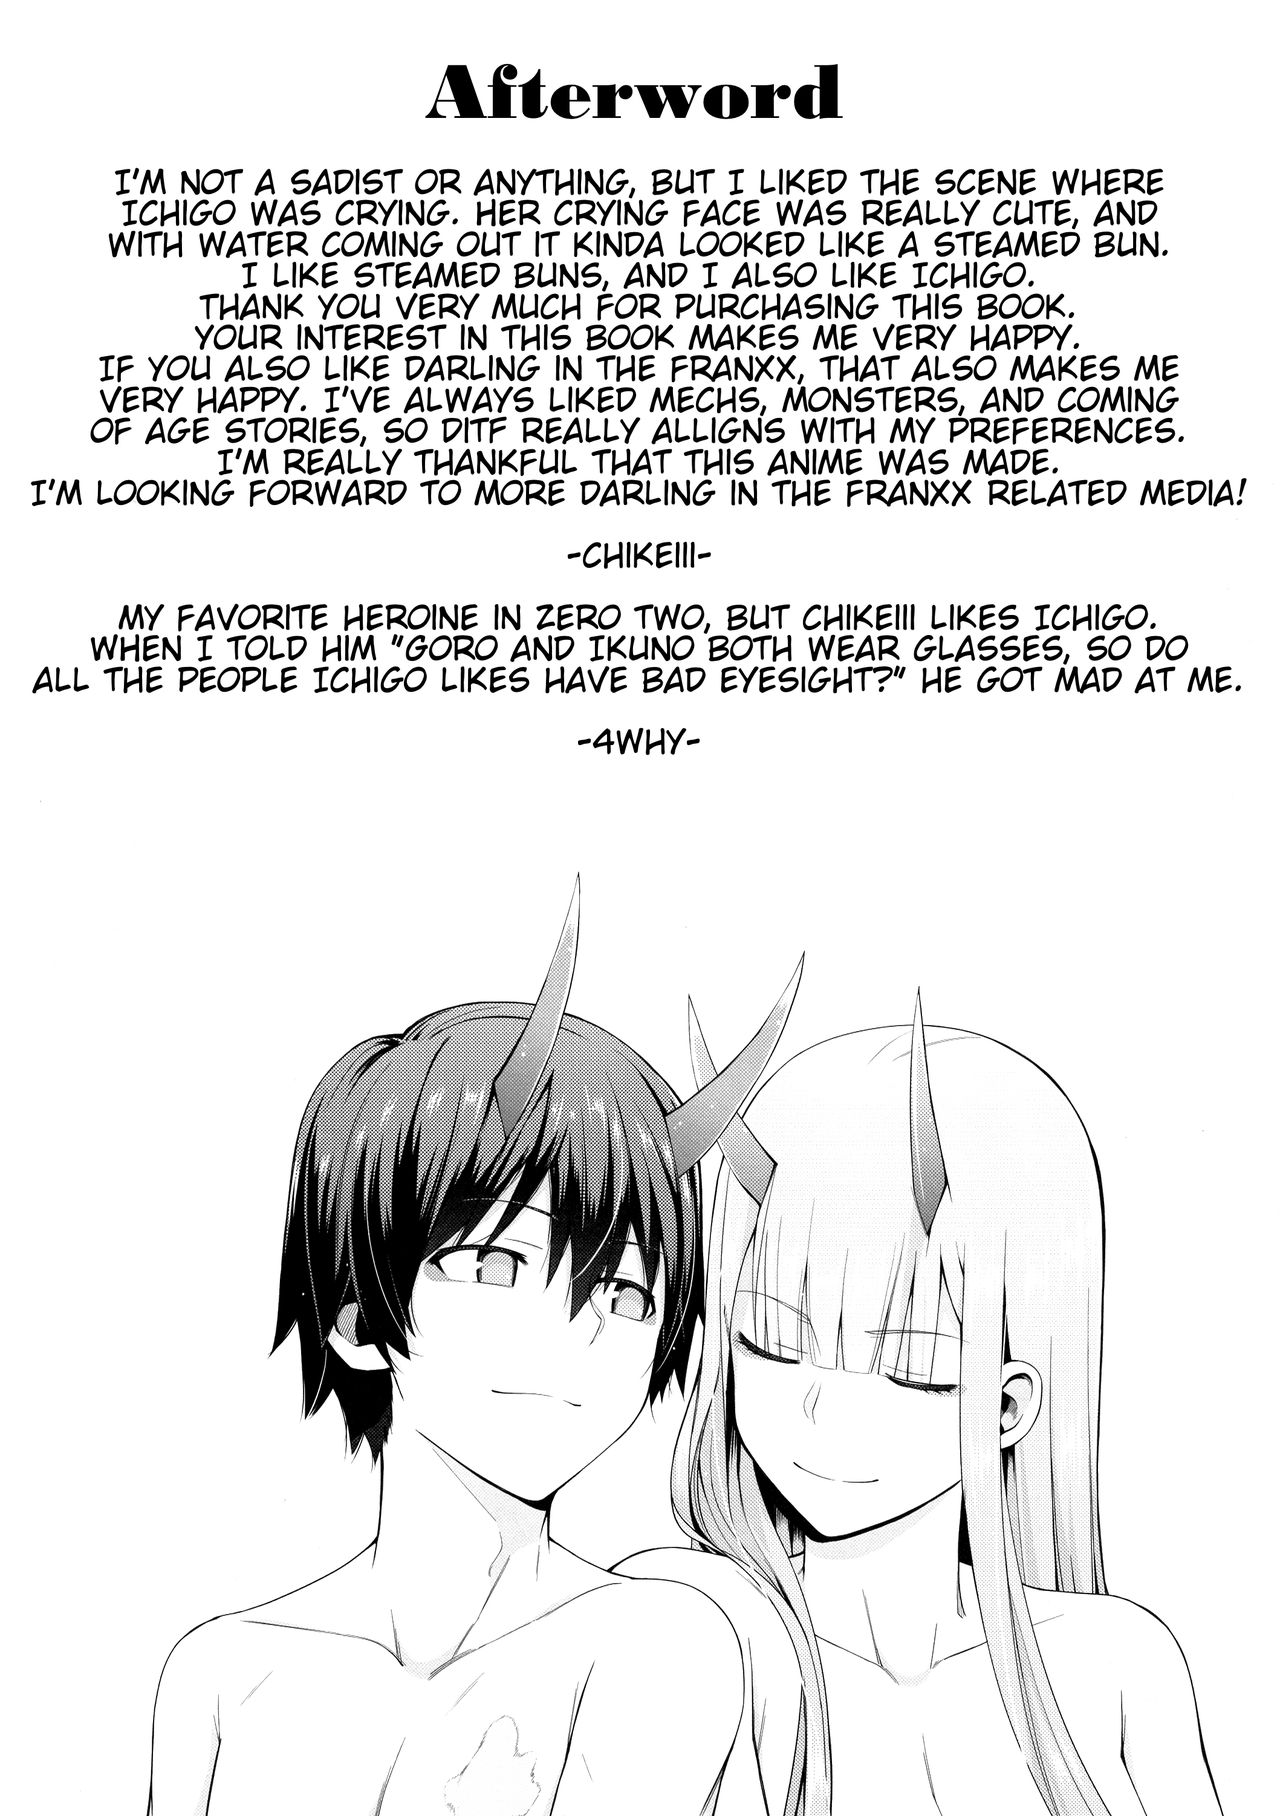 Afterword
I'M NOT A SADIST OR ANYTHING, BUT I LIKED THE SCENE WHERE
ICHIGO WAS CRYING. HER CRYING FACE WAS REALLY CUTE, AND
WITH WATER COMING OUT IT KINDA LOOKED LIKE A STEAMED BUN.
I LIKE STEAMED BUNS, AND I ALSO LIKE ICHIGO.
THANK YOU VERY MUCH FOR PURCHASING THIS BOOK.
YOUR INTEREST IN THIS BOOK MAKES ME VERY HAPPY.
IF YOU ALSO LIKE DARLING IN THE FRANXX, THAT ALSO MAKES ME
VERY HAPPY. I'VE ALWAYS LIKED MECHS, MONSTERS, AND COMING
OF AGE STORIES, SO DITF REALLY ALLIGNS WITH MY PREFERENCES.
I'M REALLY THANKFUL THAT THIS ANIME WAS MADE.
I'M LOOKING FORWARD TO MORE DARLING IN THE FRANXX RELATED MEDIA!
-CHIKEIII-
MY FAVORITE HEROINE IN ZERO TWO, BUT CHIKEIII LIKES ICHIGO.
WHEN I TOLD HIM "GORO AND IKUNO BOTH WEAR GLASSES, SO DO
ALL THE PEOPLE ICHIGO LIKES HAVE BAD EYESIGHT?" HE GOT MAD AT ME.
-4WHY-